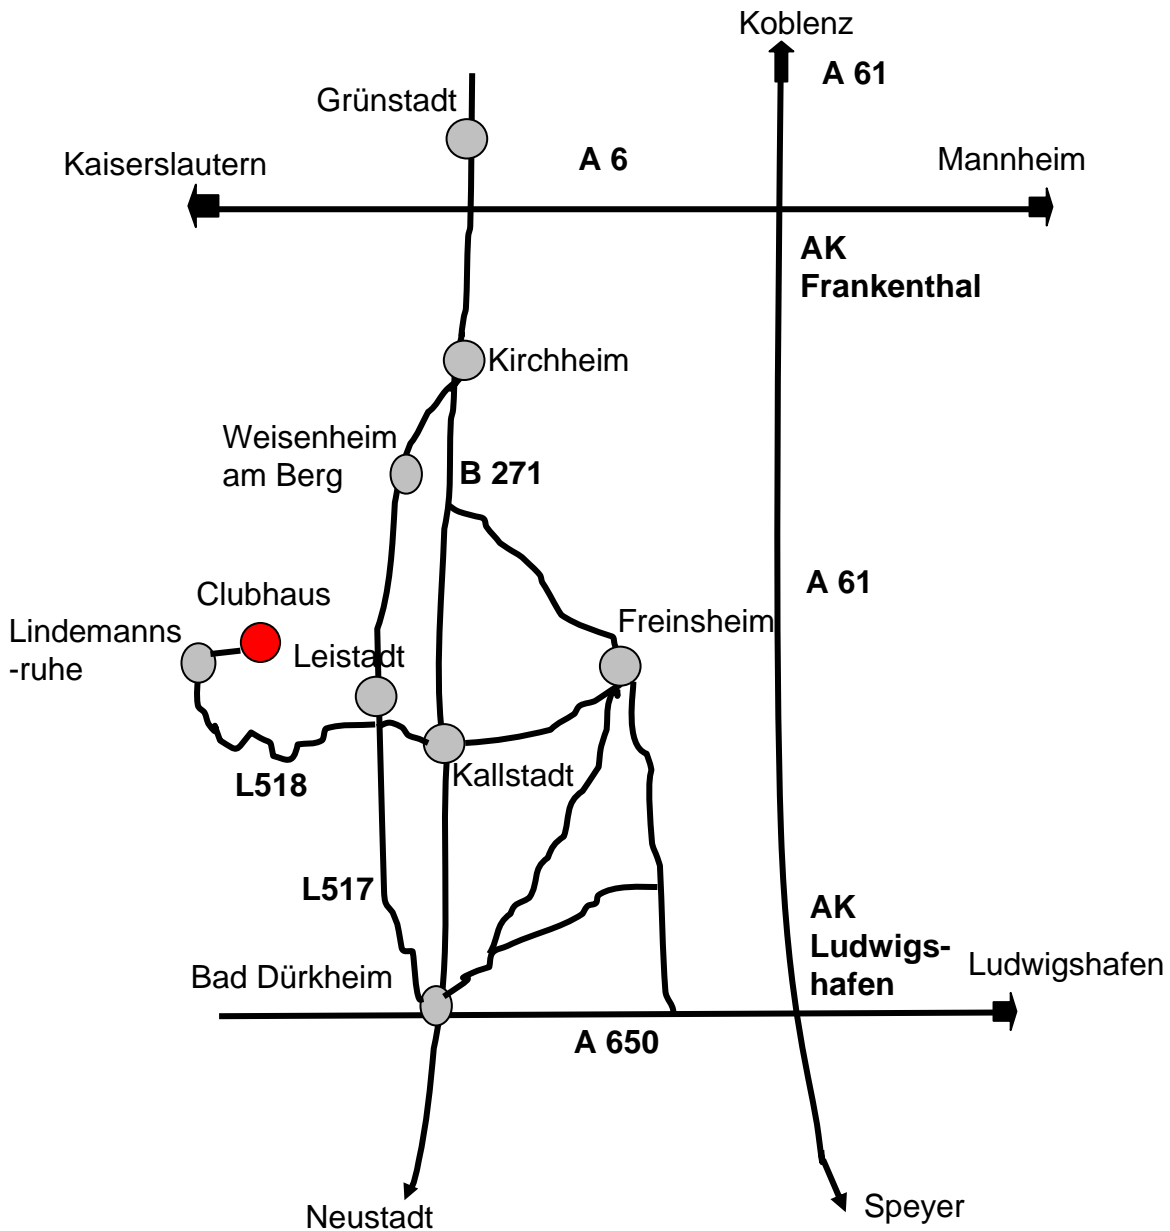 Koblenz
A 61
Grünstadt
Kaiserslautern
A 6
Mannheim
AK
Frankenthal
Kirchheim
Weisenheim
am Berg
B 271
A 61
Clubhaus
Lindemanns
-ruhe
Leistadt
Freinsheim
Kallstadt
L518
L517
AK
Ludwigs-
hafen
Bad Dürkheim
Ludwigshafen
A 650
Neustadt
Speyer